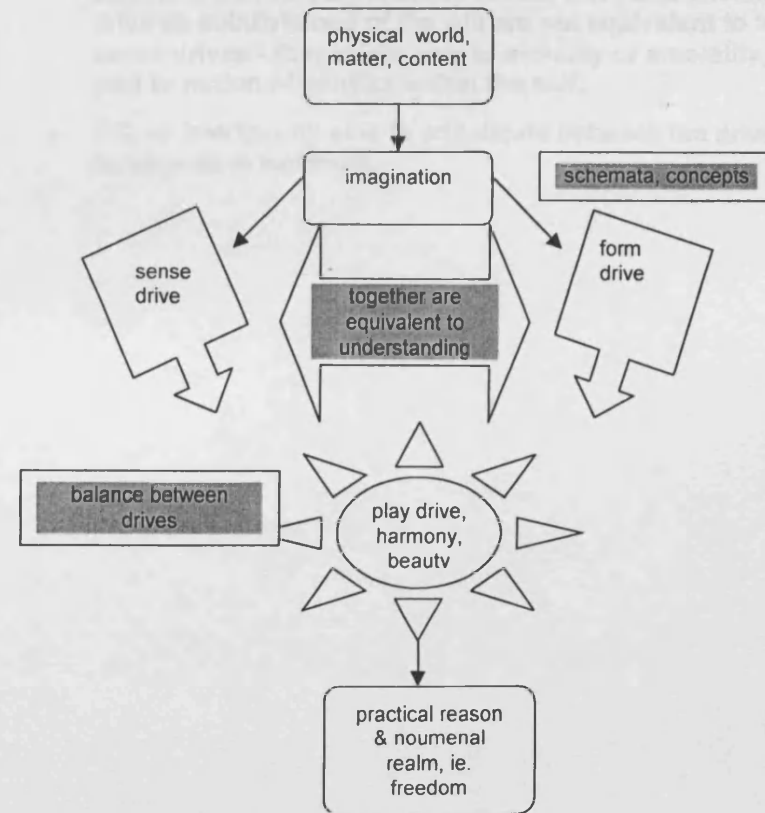 physical world,
matter, content
imagination
schemata, concepts
sense
drive
form
drive
together are
equivalent to
understanding
balance between
drives
play drive,
harmony,
beauty
practical reason
& noumenal
realm, ie.
freedom